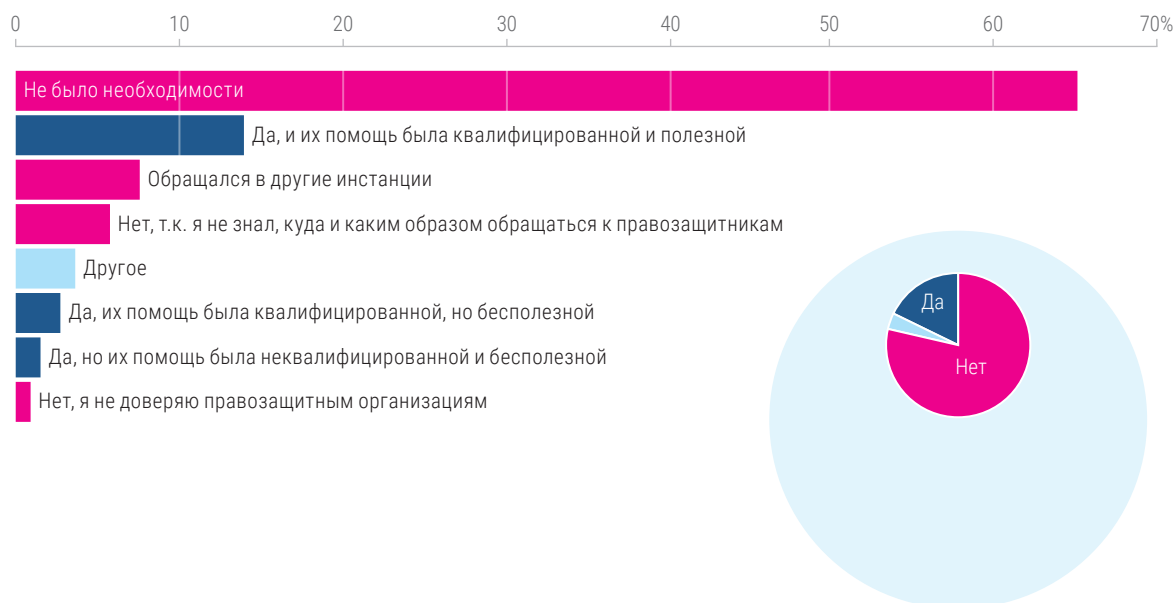 0 10 20 30 40 50 60 70%
Не было необходимости
Да, и их помощь была квалифицированной и полезной
Обращался в другие инстанции
Нет, т.к. я не знал, куда и каким образом обращаться к правозащитникам
Другое
Да, их помощь была квалифицированной, но бесполезной
Да, но их помощь была неквалифицированной и бесполезной
Нет, я не доверяю правозащитным организациям
Да
Нет